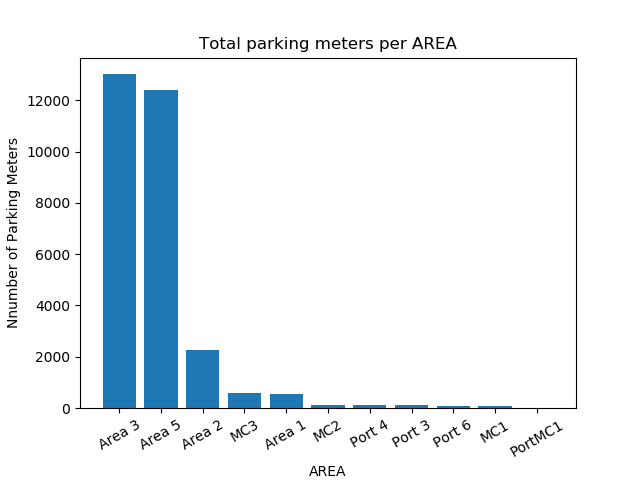 Total parking meters per AREA
Nnumber of Parking Meters
12000
10000
8000
6000
4000
2000
0
Area 3
Area 5
Area 2
MC3
Area 1
MC2
Port 4
Port 3
Port 6
MC1
PortMC1
AREA